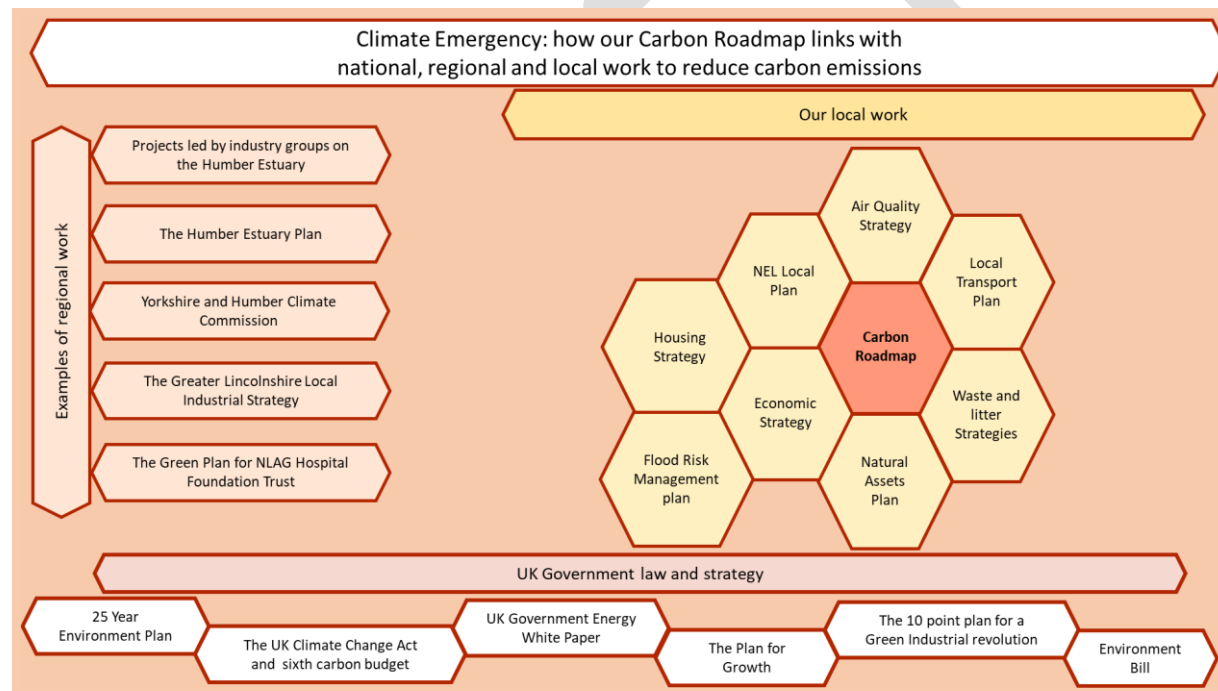 Climate Emergency: how our Carbon Roadmap links with
national, regional and local work to reduce carbon emissions
Our local work
Examples of regional work
Projects led by industry groups on
the Humber Estuary
The Humber Estuary Plan
Yorkshire and Humber Climate
Commission
The Greater Lincolnshire Local
Industrial Strategy
The Green Plan for NLAG Hospital
Foundation Trust
Air Quality
Strategy
NEL Local
Plan
Local
Transport
Plan
Housing
Strategy
Carbon
Roadmap
Economic
Strategy
Waste and
litter
Strategies
Flood Risk
Management
plan
Natural
Assets
Plan
UK Government law and strategy
25 Year
Environment Plan
The UK Climate Change Act
and sixth carbon budget
UK Government Energy
White Paper
The Plan for
Growth
The 10 point plan for a
Green Industrial revolution
Environment
Bill